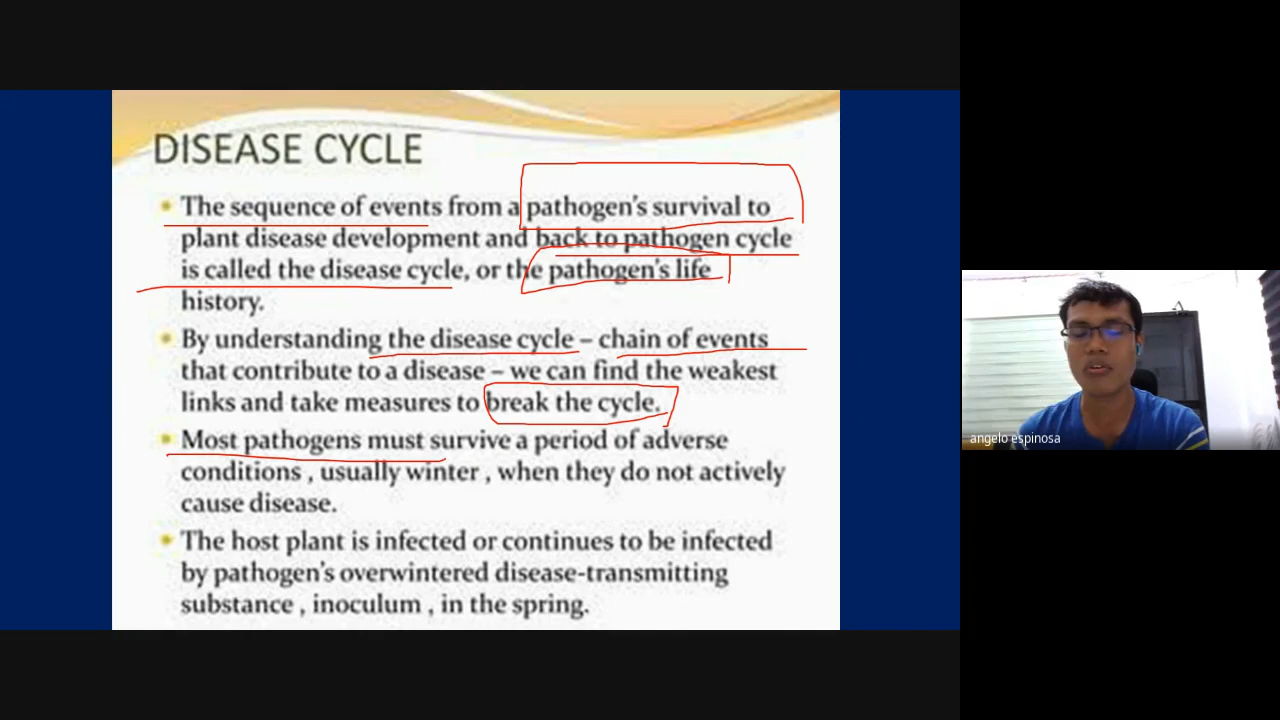 DISEASE CYCLE
The sequence of events from a pathogen's survival to
plant disease development and back to pathogen cycle
is called the disease cycle, or the pathogen's life
history.
By understanding the disease cycle – chain of events
that contribute to a disease – we can find the weakest
links and take measures to break the cycle.
Most pathogens must survive a period of adverse
conditions , usually winter , when they do not actively
cause disease.
The host plant is infected or continues to be infected
by pathogen's overwintered disease-transmitting
substance , inoculum , in the spring.
angelo espinosa